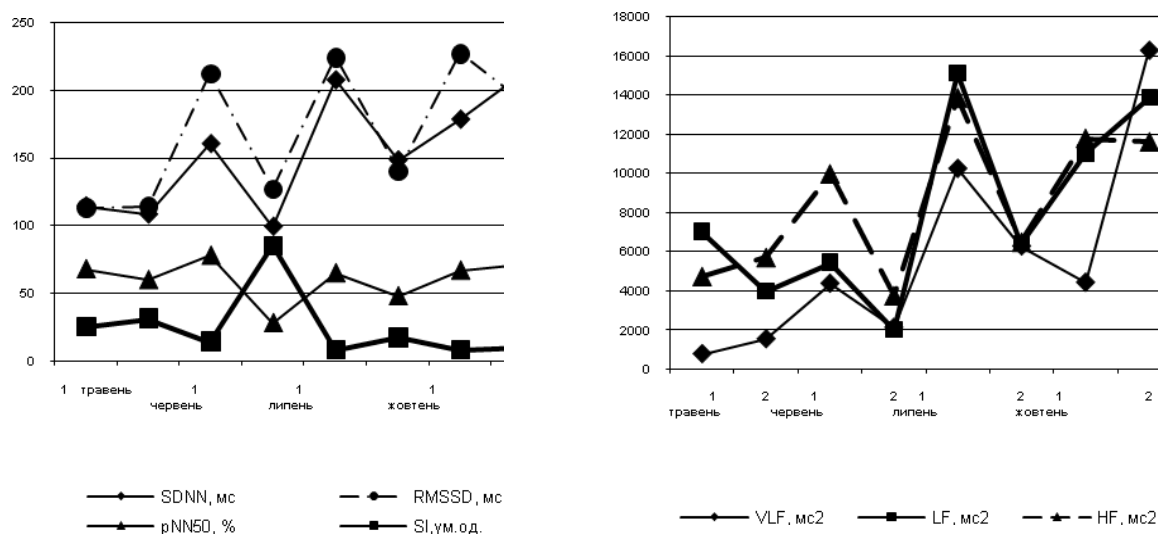 250
200
150
100
50
0
1 травень 1 1 1
червень липень жовтень
SDNN, мс RMSSD, мс
pNN50, % SI,ум.од.
18000
16000
14000
12000
10000
8000
6000
4000
2000
0
1 2 1 2 1 2 1 2
травень червень липень жовтень
VLF, мс2 LF, мс2 HF, мс2